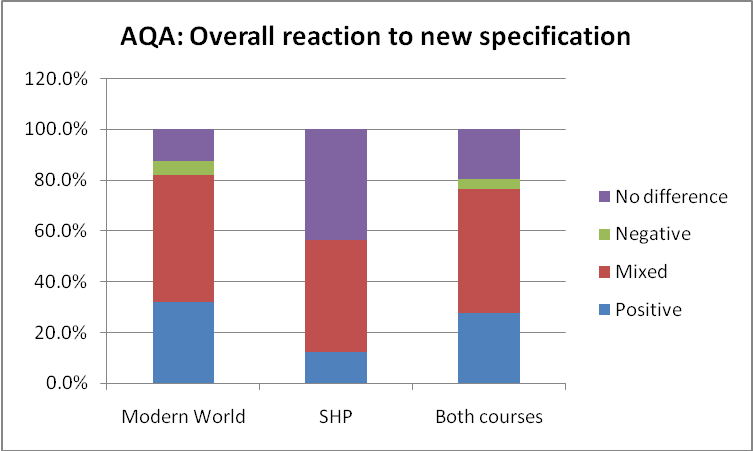 AQA: Overall reaction to new specification
120.0%
100.0%
80.0%
60.0%
40.0%
20.0%
0.0%
Modern World SHP Both courses
No difference
Negative
Mixed
Positive